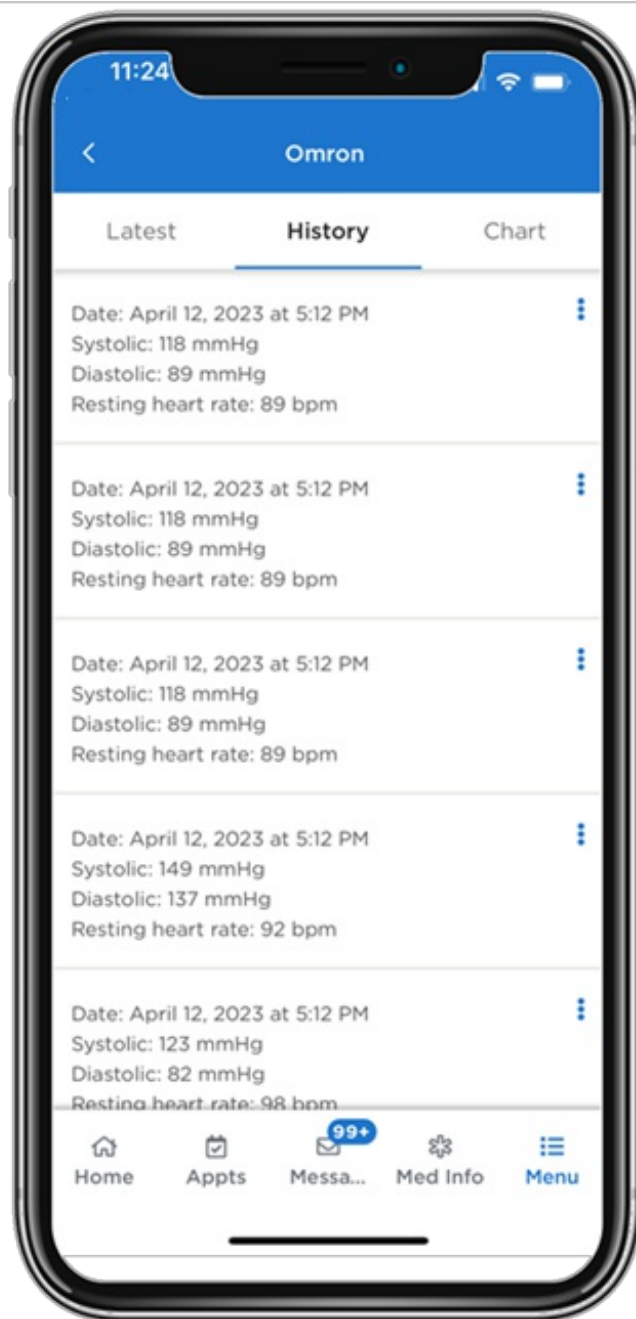 11:24
Omron
Latest History Chart
Date: April 12, 2023 at 5:12 PM
Systolic: 118 mmHg
Diastolic: 89 mmHg
Resting heart rate: 89 bpm
Date: April 12, 2023 at 5:12 PM
Systolic: 118 mmHg
Diastolic: 89 mmHg
Resting heart rate: 89 bpm
Date: April 12, 2023 at 5:12 PM
Systolic: 118 mmHg
Diastolic: 89 mmHg
Resting heart rate: 89 bpm
Date: April 12, 2023 at 5:12 PM
Systolic: 149 mmHg
Diastolic: 137 mmHg
Resting heart rate: 92 bpm
Date: April 12, 2023 at 5:12 PM
Systolic: 123 mmHg
Diastolic: 82 mmHg
Resting heart rate: 98 bpm
99+
Home Appts Messa... Med Info Menu